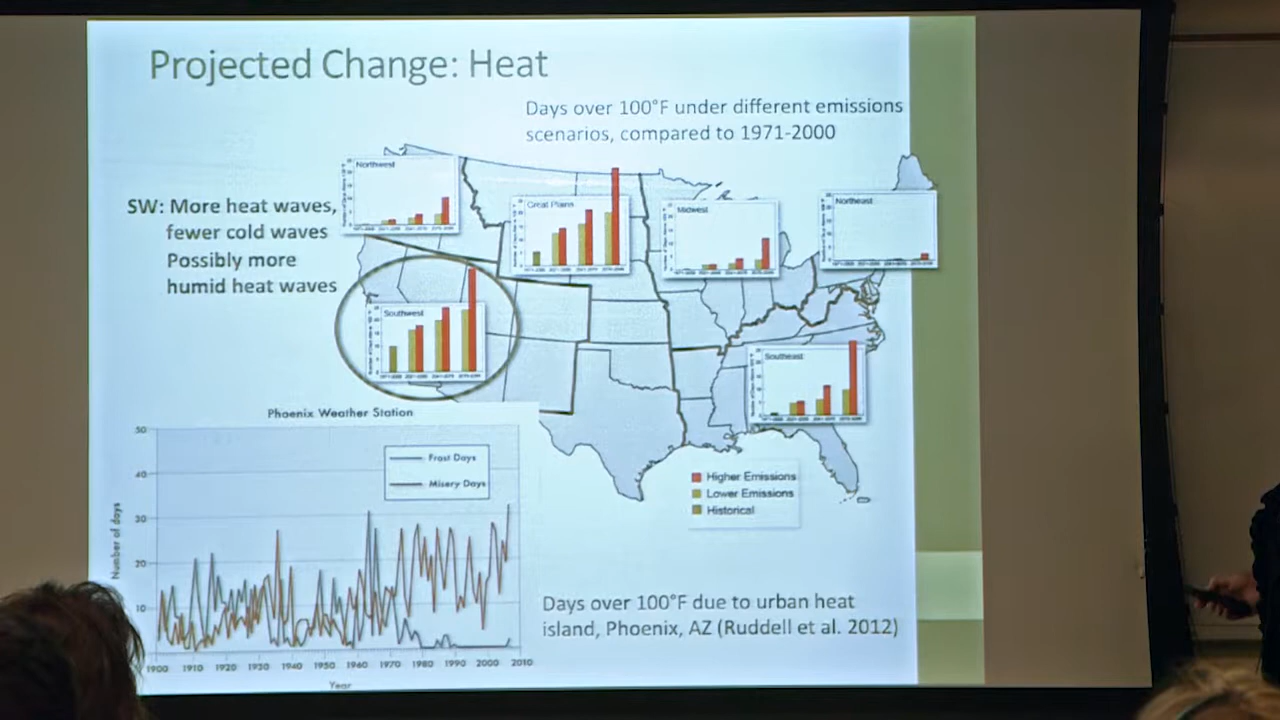 Projected Change: Heat
Days over 100°F under different emissions
scenarios, compared to 1971-2000
SW: More heat waves,
fewer cold waves
Possibly more
humid heat waves
Northwest
Great Plains
Midwest
Northeast
Southwest
Southeast
Higher Emissions
Lower Emissions
Historical
Phoenix Weather Station
Frost Days
Misery Days
Number of days
50
40
30
20
10
1900 1910 1920 1930 1940 1950 1960 1970 1980 1990 2000 2010
Year
Days over 100°F due to urban heat
island, Phoenix, AZ (Ruddell et al. 2012)